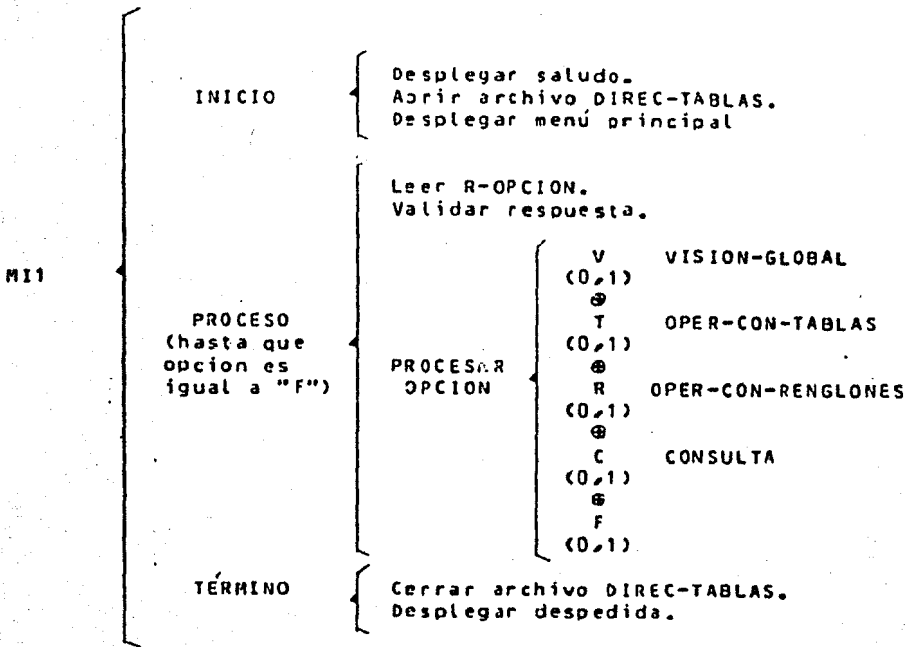 Desplegar saludo.
INICIO
Abrir archivo DIREC-TABLAS.
Desplegar menú principal
Leer R-OPCION.
Validar respuesta.
MI1
PROCESO
(hasta que
opcion es
igual a "F")
PROCESAR
OPCION
V VISION-GLOBAL
(0,1)
⊕
T OPER-CON-TABLAS
(0,1)
⊕
R OPER-CON-RENGLONES
(0,1)
⊕
C CONSULTA
(0,1)
⊕
F
(0,1)
TÉRMINO
Cerrar archivo DIREC-TABLAS.
Desplegar despedida.